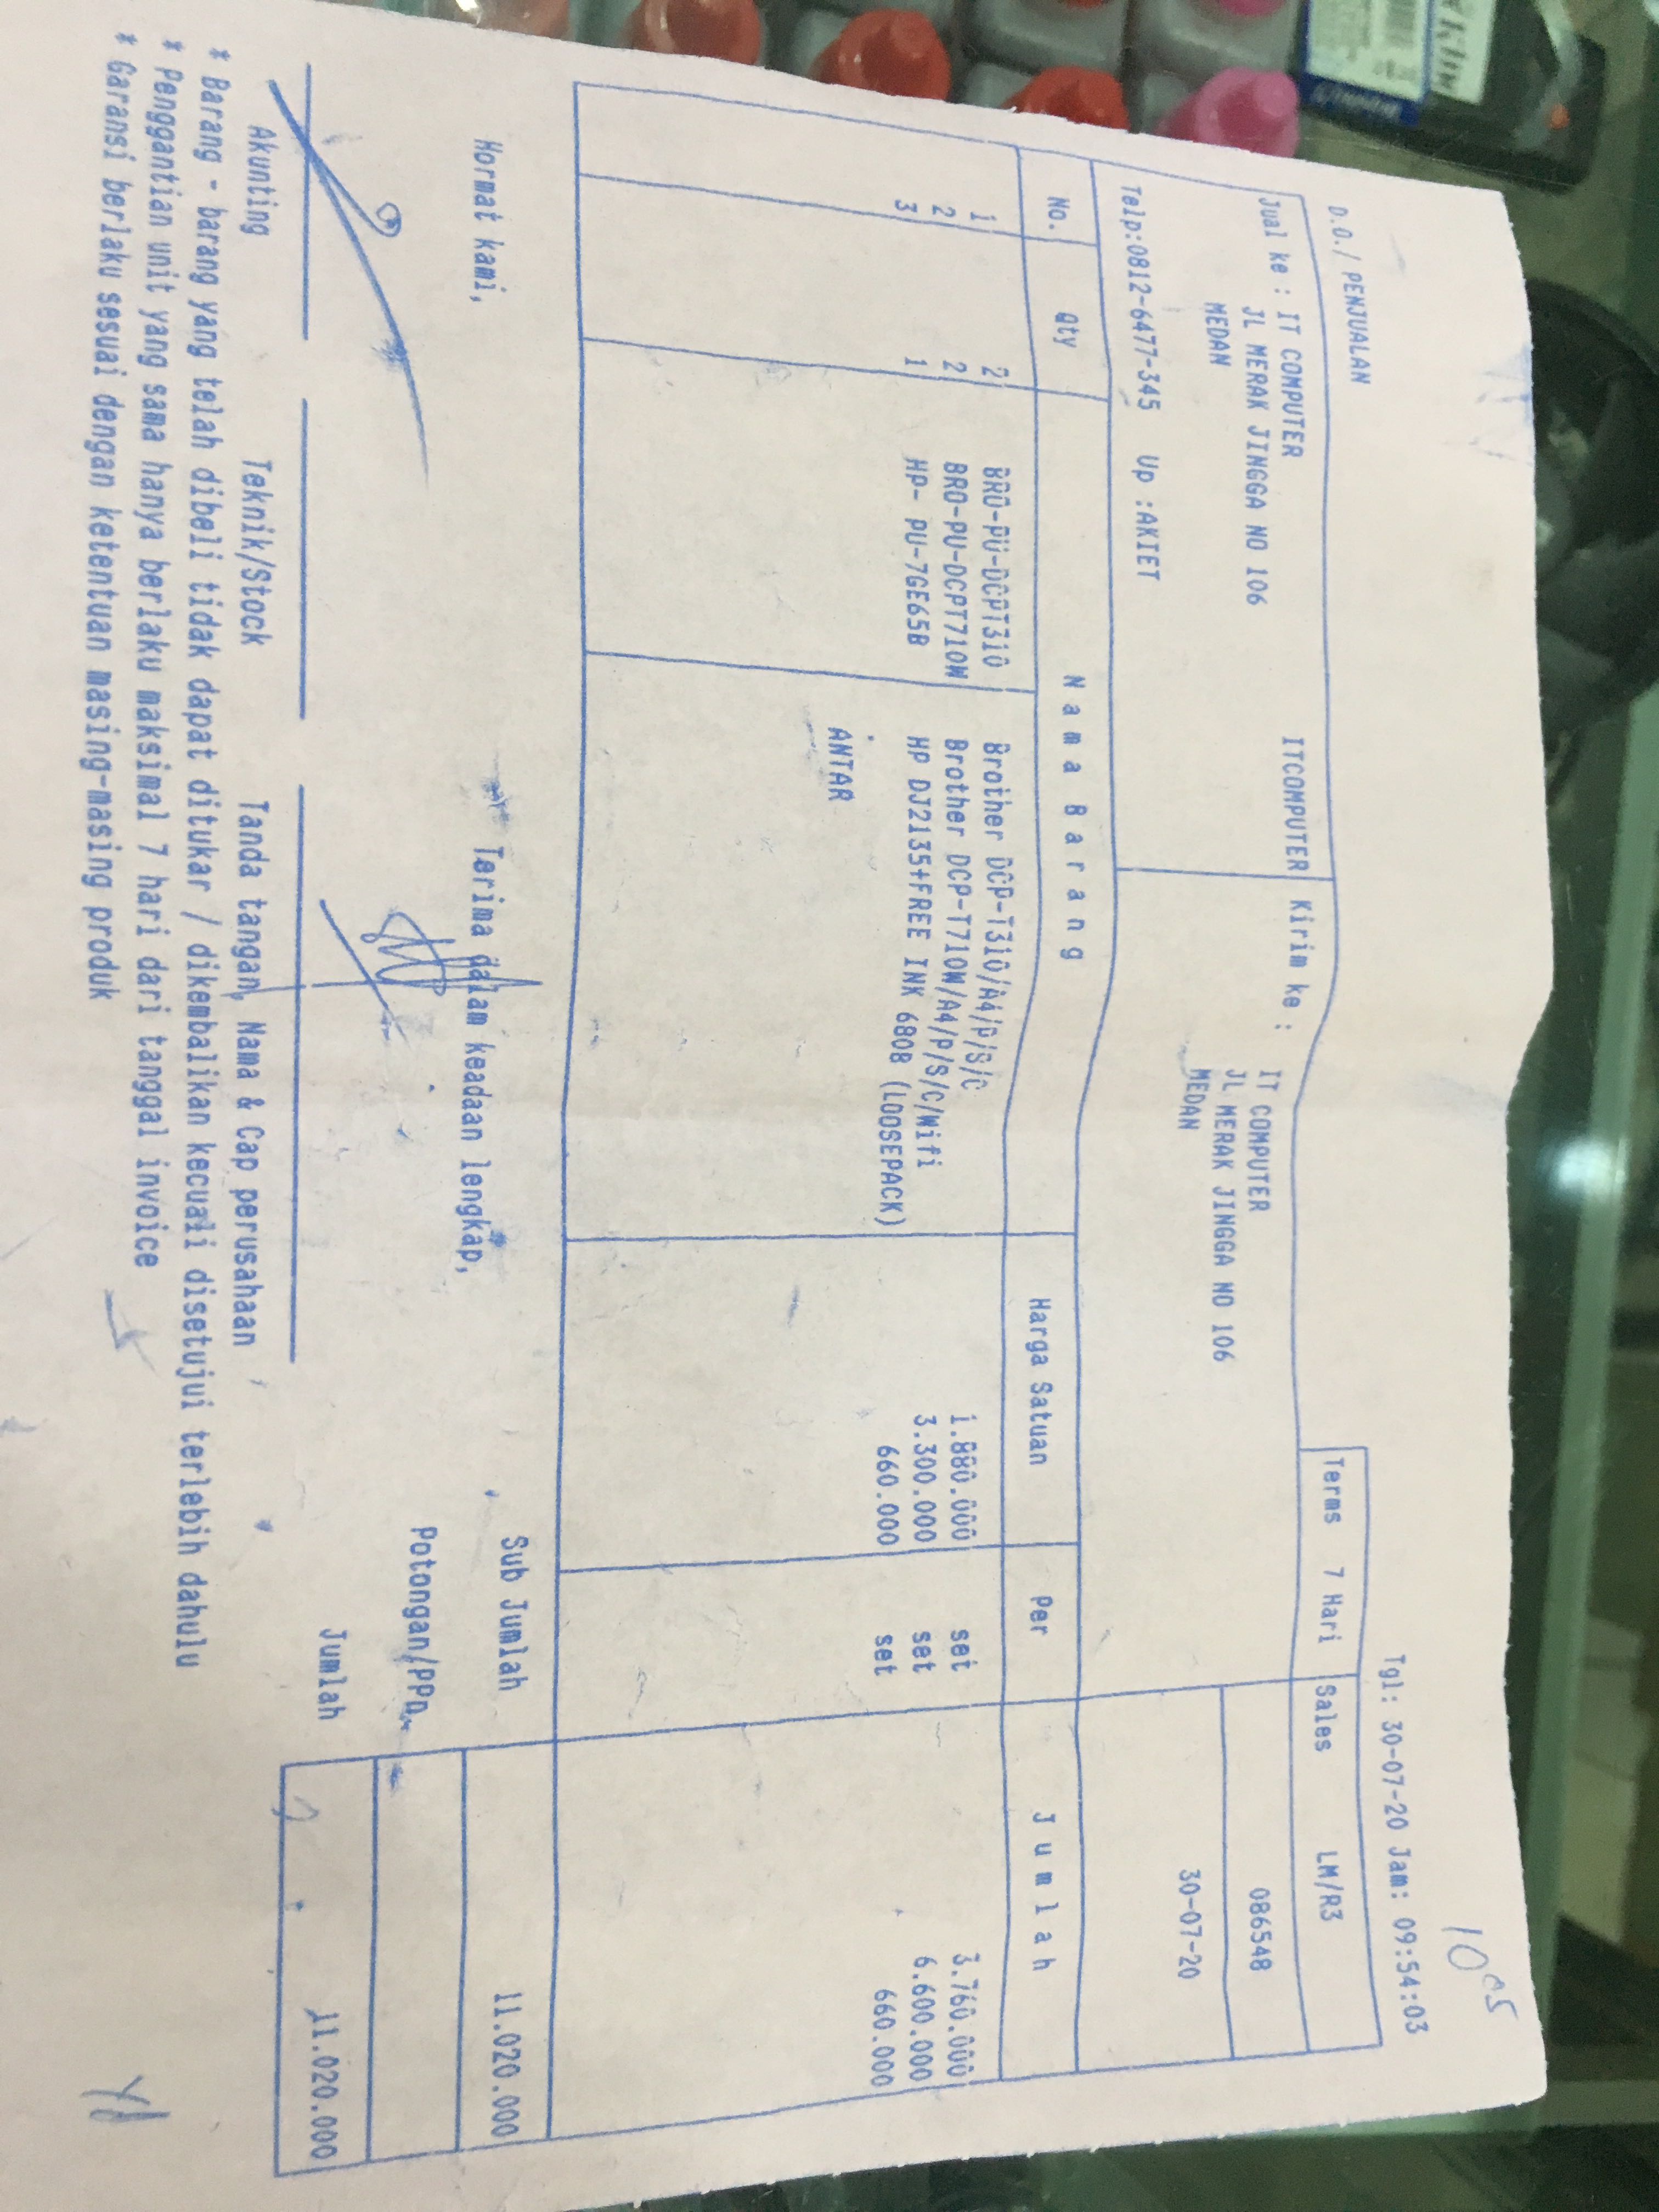 10:05
Tgl: 30-07-20 Jam: 09:54:03
D.O./ PENJUALAN
Terms 7 Hari Sales LM/R3
Jual ke : IT COMPUTER ITCOMPUTER Kirim ke : IT COMPUTER 086548
JL MERAK JINGGA NO 106 JL MERAK JINGGA NO 106
MEDAN MEDAN 30-07-20
Telp:0812-6477-345 Up :AKIET
No. Qty Nama Barang Harga Satuan Per Jumlah
1 2 BRO-PU-DCPT310 Brother DCP-T310/A4/P/S/C 1.880.000 set 3.760.000
2 2 BRO-PU-DCPT710W Brother DCP-T710W/A4/P/S/C/Wifi 3.300.000 set 6.600.000
3 1 HP- PU-7GE65B HP DJ2135+FREE INK 680B (LOOSEPACK) 660.000 set 660.000
ANTAR
Hormat kami, Terima dalam keadaan lengkap, Sub Jumlah 11.020.000
Potongan/PPn
Jumlah 11.020.000
Akunting Teknik/Stock Tanda tangan, Nama & Cap perusahaan
* Barang - barang yang telah dibeli tidak dapat ditukar / dikembalikan kecuali disetujui terlebih dahulu
* Penggantian unit yang sama hanya berlaku maksimal 7 hari dari tanggal invoice
* Garansi berlaku sesuai dengan ketentuan masing-masing produk